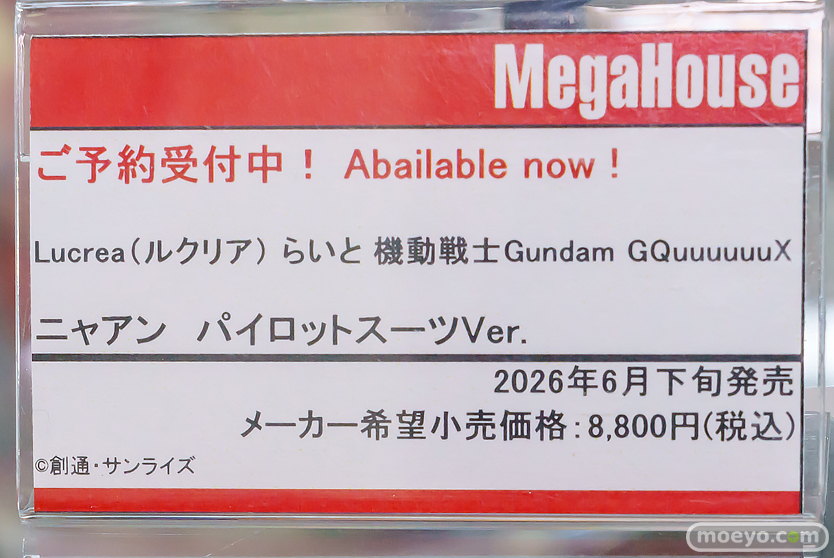 MegaHouse
ご予約受付中！ Abailable now！
Lucrea（ルクリア） らいと 機動戦士Gundam GQuuuuuuX
ニャアン　パイロットスーツVer.
2026年6月下旬発売
メーカー希望小売価格：8,800円(税込)
©創通・サンライズ
moeyo.com